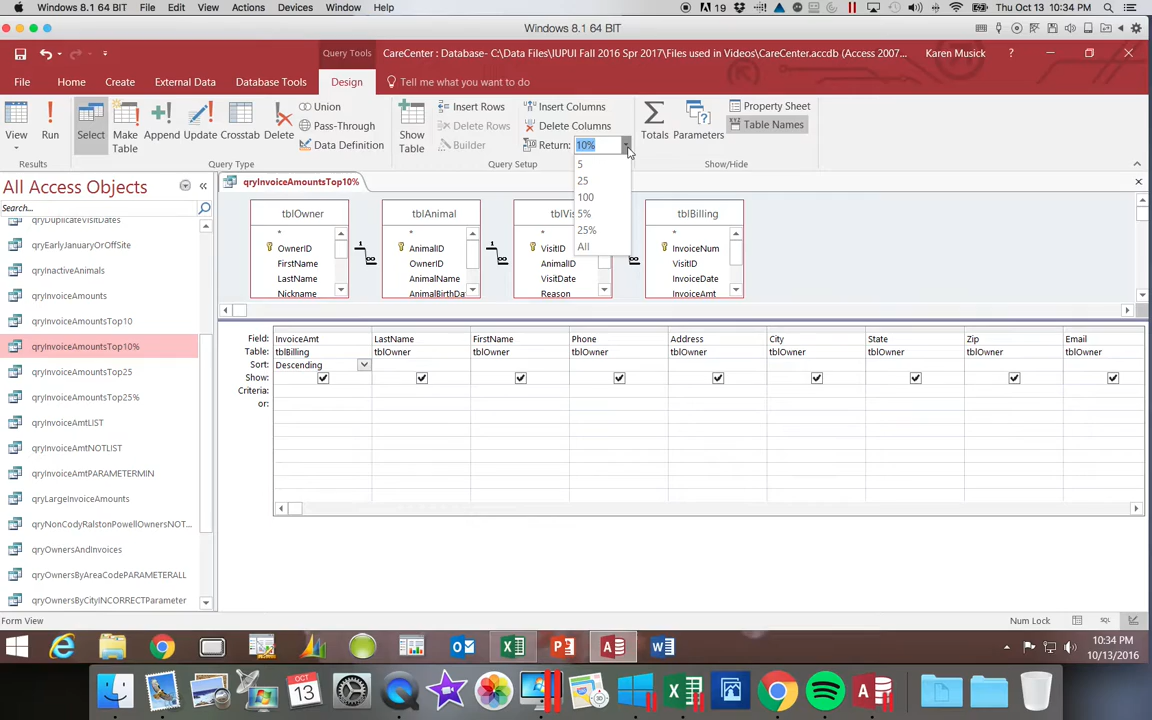 Microsoft Access File Edit View Actions Devices Window Help 19 Thu Oct 13 10:34 PM
Windows 8.1 64 BIT
Query Tools CareCenter : Database- C:\Data Files\IUPUI Fall 2016 Spr 2017\Files used in Videos\CareCenter.accdb (Access 2007... Karen Musick ?
File Home Create External Data Database Tools Design Tell me what you want to do
View Run Select Make Table Append Update Crosstab Delete
Union
Pass-Through
Data Definition
Show Table
Insert Rows
Delete Rows
Builder
Insert Columns
Delete Columns
Return: 10%
5
25
100
5%
25%
All
Totals Parameters
Property Sheet
Table Names
Results Query Type Query Setup Show/Hide
All Access Objects
Search...
qryDuplicateVisitDates
qryEarlyJanuaryOrOffSite
qryInactiveAnimals
qryInvoiceAmounts
qryInvoiceAmountsTop10
qryInvoiceAmountsTop10%
qryInvoiceAmountsTop25
qryInvoiceAmountsTop25%
qryInvoiceAmtLIST
qryInvoiceAmtNOTLIST
qryInvoiceAmtPARAMETERMIN
qryLargeInvoiceAmounts
qryNonCodyRalstonPowellOwnersNOT...
qryOwnersAndInvoices
qryOwnersByAreaCodePARAMETERALL
qryOwnersByCityINCORRECTParameter
qryInvoiceAmountsTop10%
tblOwner
*
OwnerID
FirstName
LastName
Nickname
tblAnimal
*
AnimalID
OwnerID
AnimalName
AnimalBirthDa
tblVi
VisitID
AnimalID
VisitDate
Reason
tblBilling
*
InvoiceNum
VisitID
InvoiceDate
InvoiceAmt
Field: InvoiceAmt LastName FirstName Phone Address City State Zip Email
Table: tblBilling tblOwner tblOwner tblOwner tblOwner tblOwner tblOwner tblOwner tblOwner
Sort: Descending
Show:
Criteria:
or:
Form View Num Lock SQL
10:34 PM
10/13/2016
OCT
13